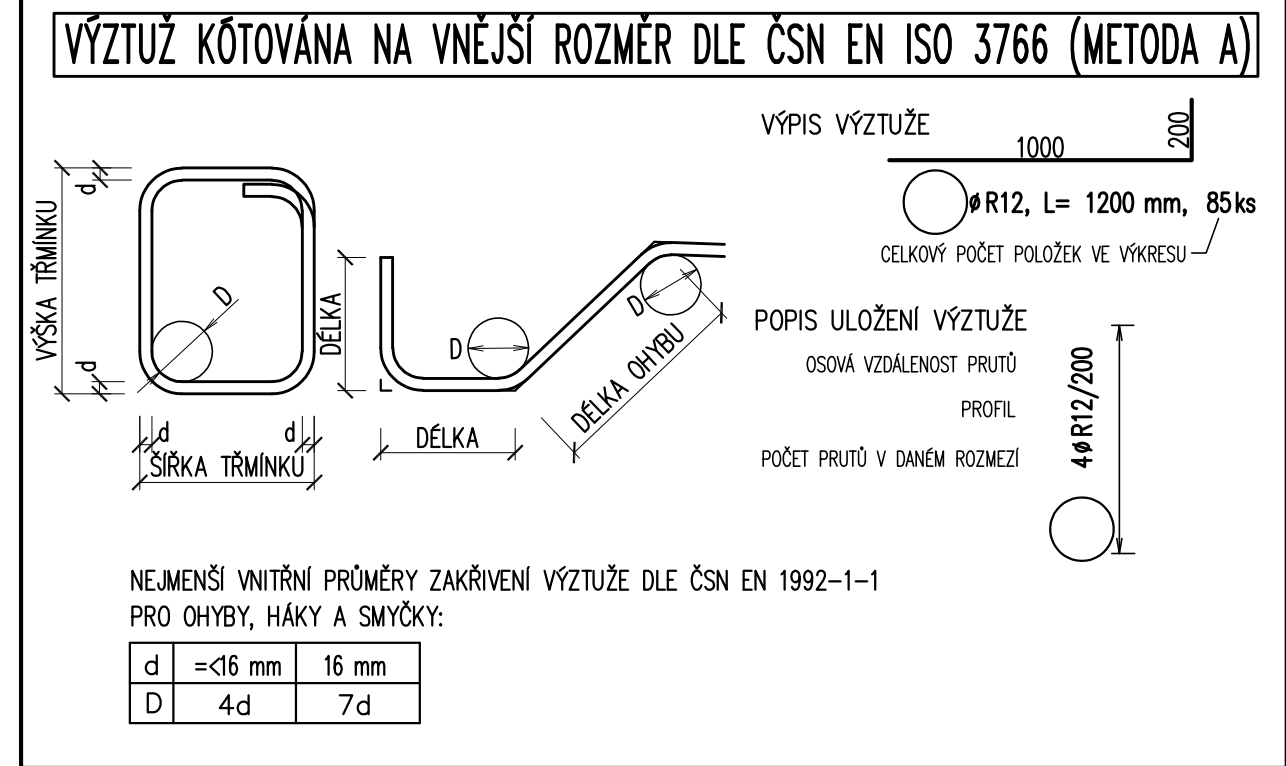 VÝZTUŽ KÓTOVÁNA NA VNĚJŠÍ ROZMĚR DLE ČSN EN ISO 3766 (METODA A)
VÝPIS VÝZTUŽE
1000
200
øR12, L= 1200 mm, 85ks
CELKOVÝ POČET POLOŽEK VE VÝKRESU
d
VÝŠKA TŘMÍNKU
D
d
d
d
ŠÍŘKA TŘMÍNKU
DÉLKA
D
DÉLKA
D
DÉLKA OHYBU
POPIS ULOŽENÍ VÝZTUŽE
OSOVÁ VZDÁLENOST PRUTŮ
PROFIL
POČET PRUTŮ V DANÉM ROZMEZÍ
4øR12/200
NEJMENŠÍ VNITŘNÍ PRŮMĚRY ZAKŘIVENÍ VÝZTUŽE DLE ČSN EN 1992-1-1
PRO OHYBY, HÁKY A SMYČKY:
d =<16 mm 16 mm
D 4d 7d